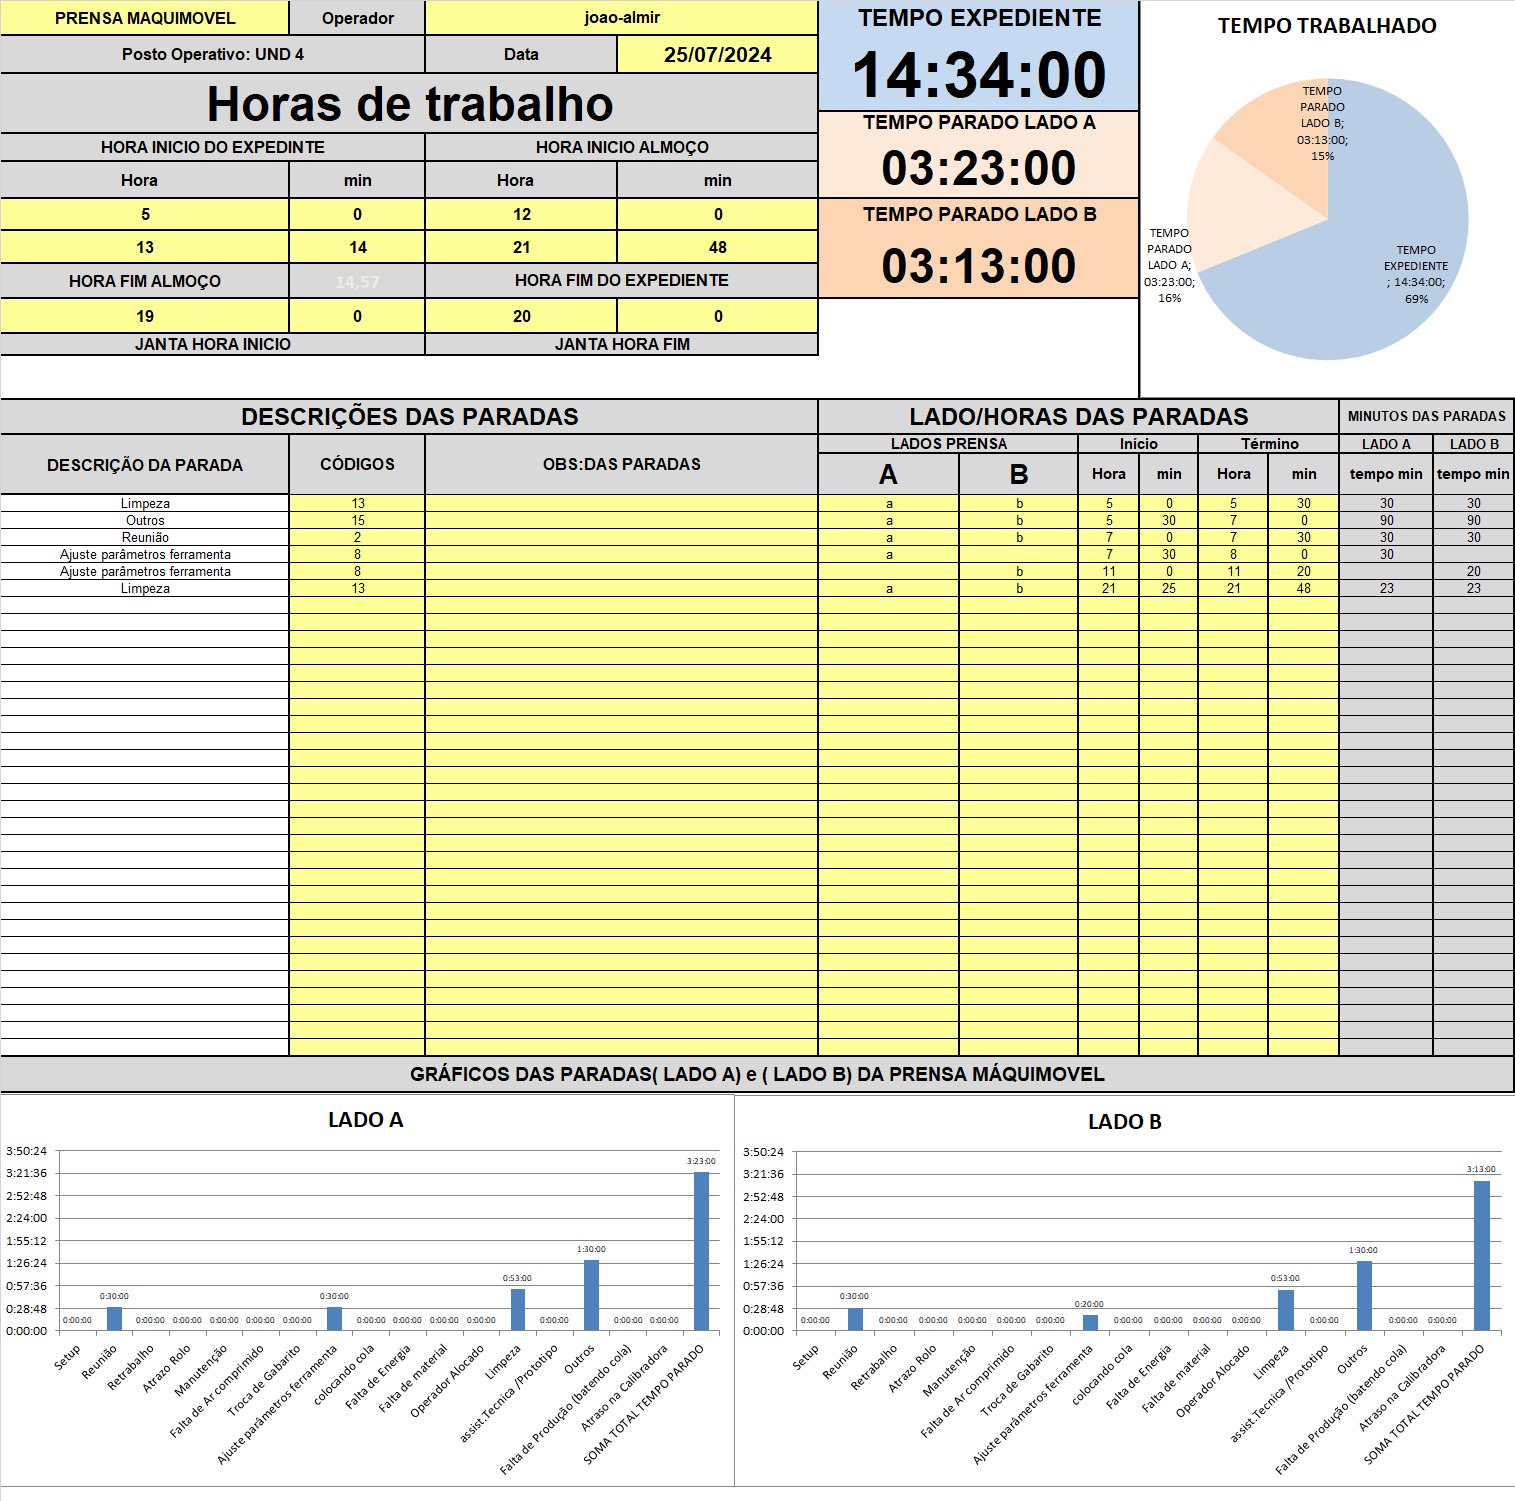 PRENSA MAQUIMOVEL Operador joao-almir
Posto Operativo: UND 4 Data 25/07/2024
Horas de trabalho
HORA INICIO DO EXPEDINTE HORA INICIO ALMOÇO
Hora min Hora min
5 0 12 0
13 14 21 48
HORA FIM ALMOÇO 14,57 HORA FIM DO EXPEDIENTE
19 0 20 0
JANTA HORA INICIO JANTA HORA FIM
TEMPO EXPEDIENTE
14:34:00
TEMPO PARADO LADO A
03:23:00
TEMPO PARADO LADO B
03:13:00
TEMPO TRABALHADO
TEMPO
PARADO
LADO B;
03:13:00;
15%
TEMPO
PARADO
LADO A;
03:23:00;
16%
TEMPO
EXPEDIENTE
; 14:34:00;
69%
DESCRIÇÕES DAS PARADAS LADO/HORAS DAS PARADAS MINUTOS DAS PARADAS
LADOS PRENSA Início Término LADO A LADO B
DESCRIÇÃO DA PARADA CÓDIGOS OBS:DAS PARADAS A B Hora min Hora min tempo min tempo min
Limpeza 13 a b 5 0 5 30 30 30
Outros 15 a b 5 30 7 0 90 90
Reunião 2 a b 7 0 7 30 30 30
Ajuste parâmetros ferramenta 8 a 7 30 8 0 30
Ajuste parâmetros ferramenta 8 b 11 0 11 20 20
Limpeza 13 a b 21 25 21 48 23 23
GRÁFICOS DAS PARADAS( LADO A) e ( LADO B) DA PRENSA MÁQUIMOVEL
LADO A
3:50:24
3:21:36
2:52:48
2:24:00
1:55:12
1:26:24
0:57:36
0:28:48
0:00:00
0:00:00 0:30:00 0:00:00 0:00:00 0:00:00 0:00:00 0:00:00 0:30:00 0:00:00 0:00:00 0:00:00 0:00:00 0:53:00 0:00:00 1:30:00 0:00:00 0:00:00 3:23:00
Setup
Reunião
Retrabalho
Atrazo Rolo
Manutenção
Falta de Ar comprimido
Troca de Gabarito
Ajuste parâmetros ferramenta
colocando cola
Falta de Energia
Falta de material
Operador Alocado
Limpeza
assist.Tecnica /Prototipo
Outros
Falta de Produção (batendo cola)
Atraso na Calibradora
SOMA TOTAL TEMPO PARADO
LADO B
3:50:24
3:21:36
2:52:48
2:24:00
1:55:12
1:26:24
0:57:36
0:28:48
0:00:00
0:00:00 0:30:00 0:00:00 0:00:00 0:00:00 0:00:00 0:00:00 0:20:00 0:00:00 0:00:00 0:00:00 0:00:00 0:53:00 0:00:00 1:30:00 0:00:00 0:00:00 3:13:00
Setup
Reunião
Retrabalho
Atrazo Rolo
Manutenção
Falta de Ar comprimido
Troca de Gabarito
Ajuste parâmetros ferramenta
colocando cola
Falta de Energia
Falta de material
Operador Alocado
Limpeza
assist.Tecnica /Prototipo
Outros
Falta de Produção (batendo cola)
Atraso na Calibradora
SOMA TOTAL TEMPO PARADO